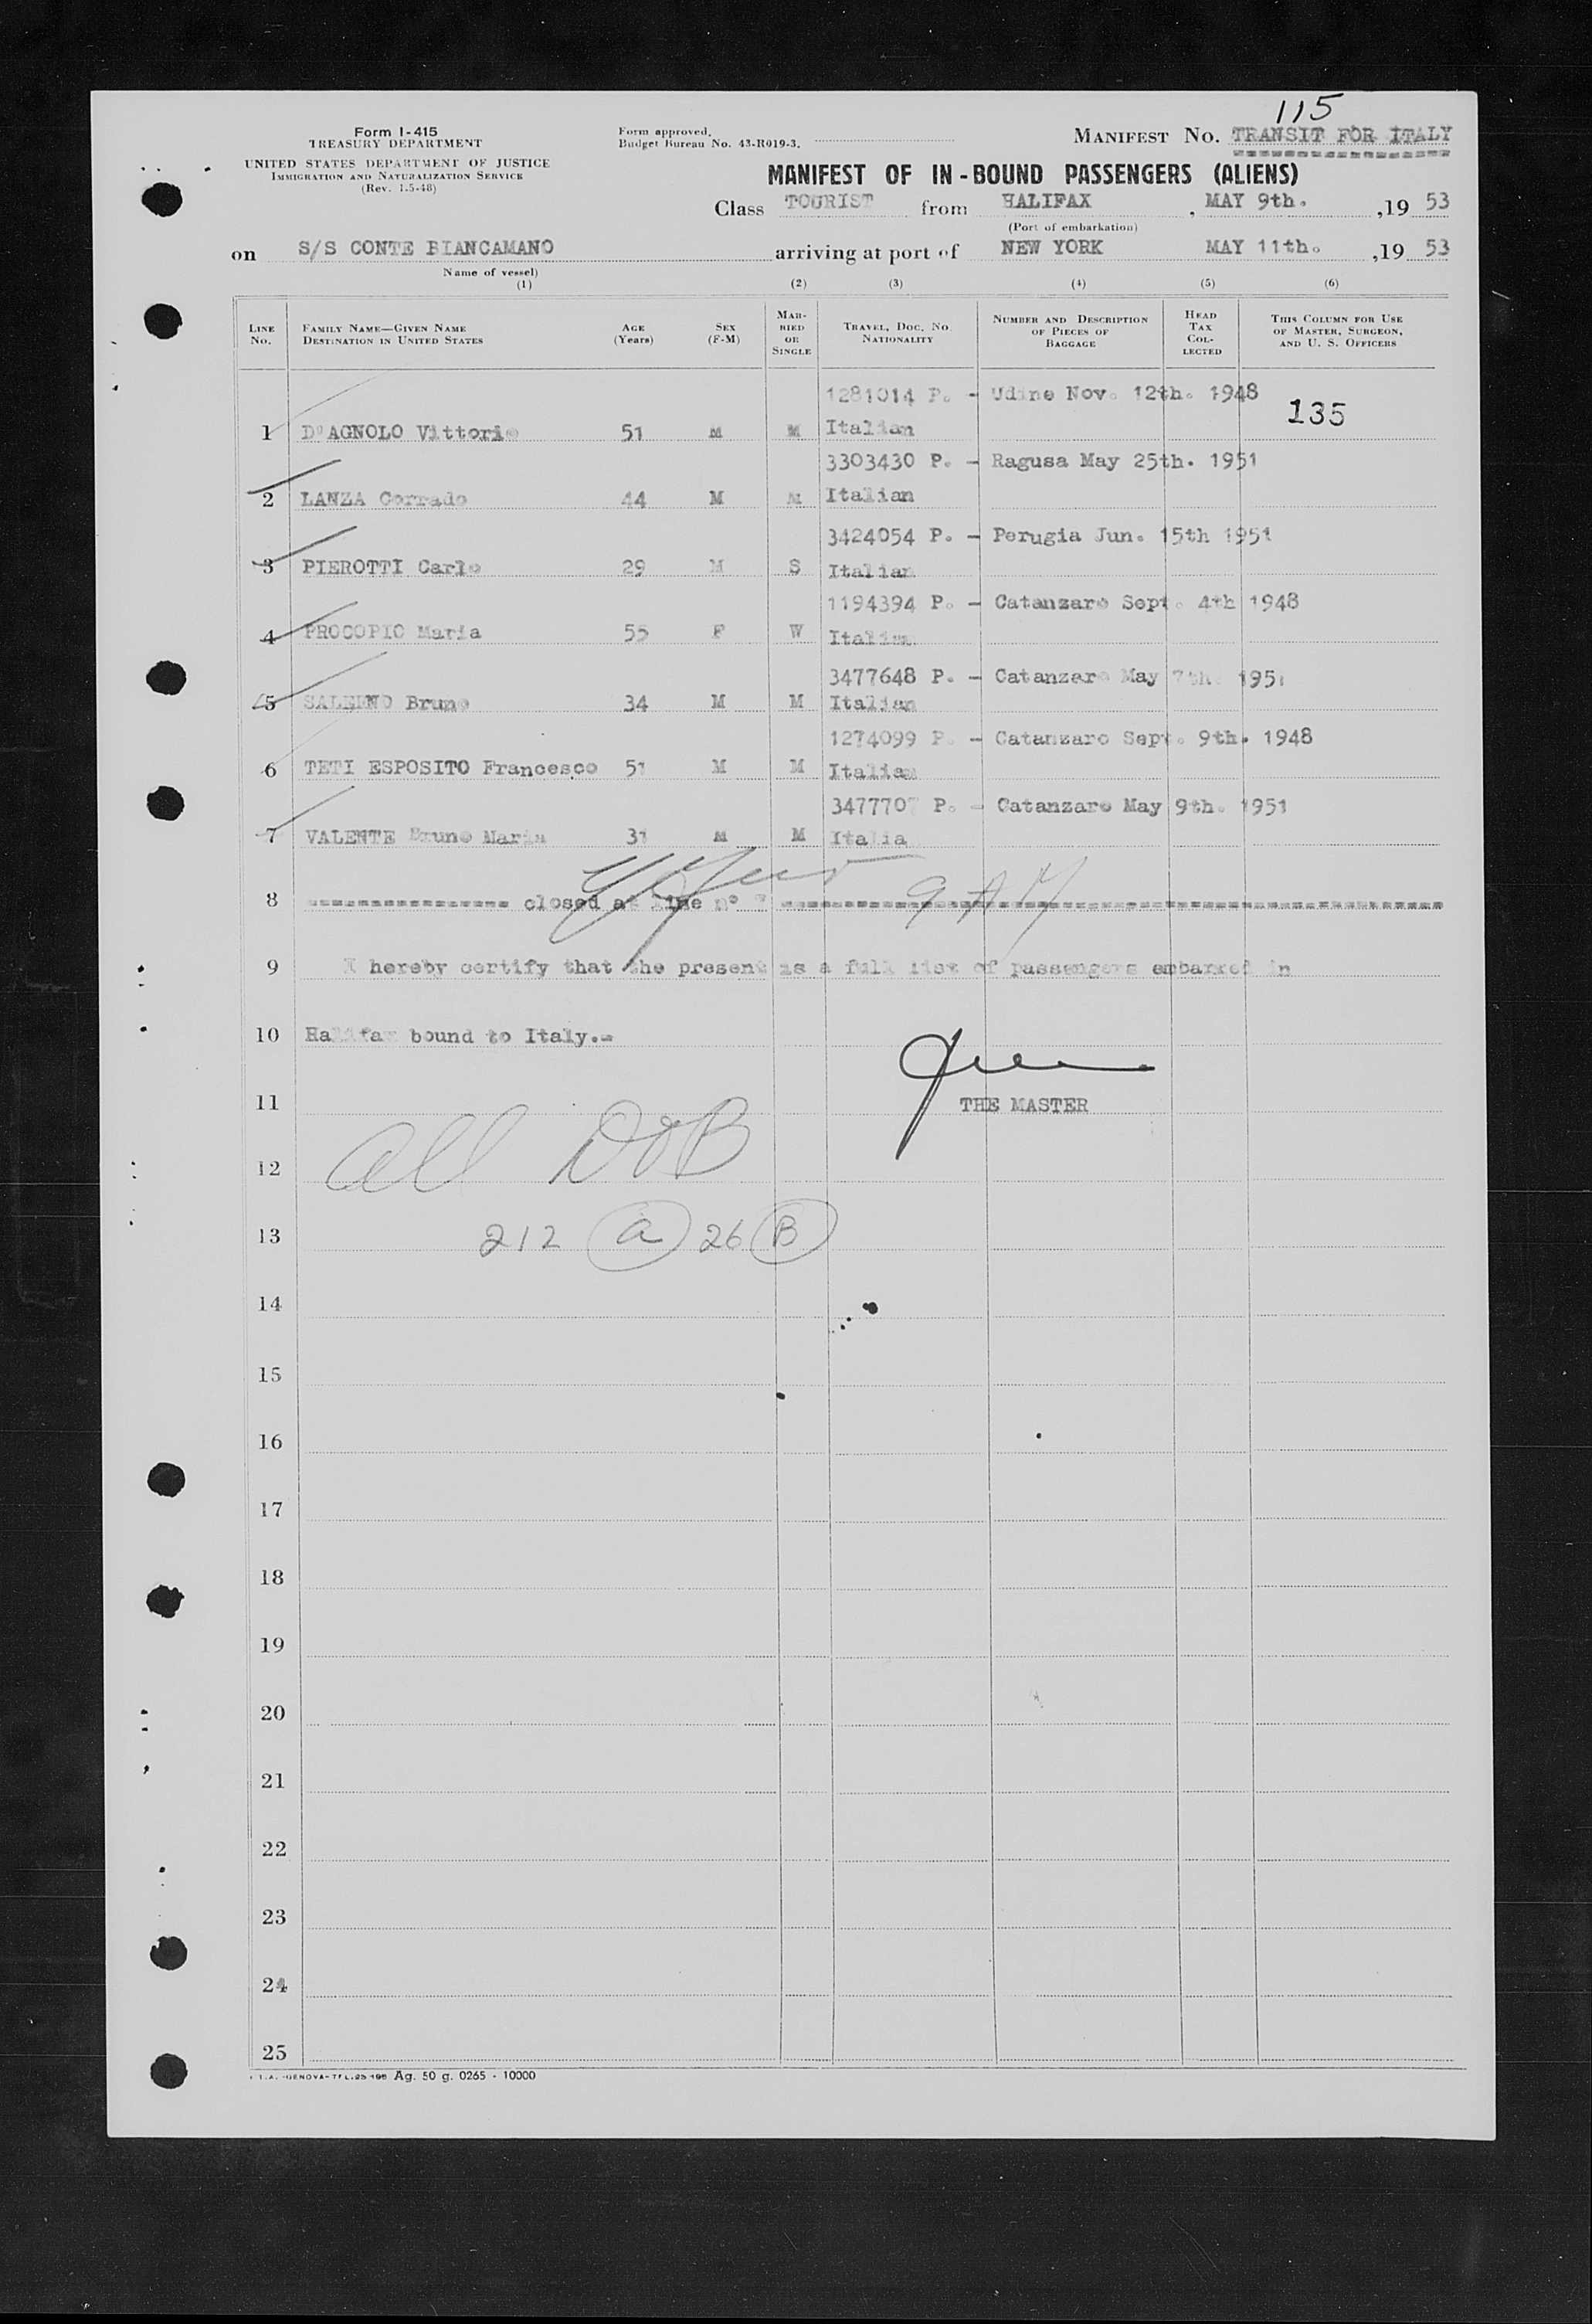 115
Form I-415
TREASURY DEPARTMENT
UNITED STATES DEPARTMENT OF JUSTICE
IMMIGRATION AND NATURALIZATION SERVICE
(Rev. 1-5-48)
Form approved.
Budget Bureau No. 43-R019-3.
MANIFEST NO. TRANSIT FOR ITALY
MANIFEST OF IN-BOUND PASSENGERS (ALIENS)
Class TOURIST from HALIFAX, MAY 9th. , 19 53
(Port of embarkation)
on S/S CONTE BIANCAMANO arriving at port of NEW YORK MAY 11th. , 19 53
Name of vessel)
(1) (2) (3) (4) (5) (6)
LINE No. FAMILY NAME—GIVEN NAME DESTINATION IN UNITED STATES AGE (Years) SEX (F-M) MARRIED OR SINGLE TRAVEL, DOC. NO. NATIONALITY NUMBER AND DESCRIPTION OF PIECES OF BAGGAGE HEAD TAX COLLECTED THIS COLUMN FOR USE OF MASTER, SURGEON, AND U. S. OFFICERS
1281014 P. - Udine Nov. 12th. 1948
135
1 D'AGNOLO Vittorio 51 M M Italian
3303430 P. - Ragusa May 25th. 1951
2 LANZA Corrado 44 M M Italian
3424054 P. - Perugia Jun. 15th 1951
3 PIEROTTI Carlo 29 M S Italian
1194394 P. - Catanzaro Sept. 4th 1948
4 PROCOPIO Maria 55 F W Italian
3477648 P. - Catanzaro May 7th. 1951
5 SALERNO Bruno 34 M M Italian
1274099 P. - Catanzaro Sept. 9th. 1948
6 TETI ESPOSITO Francesco 51 M M Italian
3477707 P. - Catanzaro May 9th. 1951
7 VALENTE Bruno Maria 31 M M Italia
8 ---------------- closed at line n° 7 ----------------
9 AM
9 I hereby certify that the present is a full list of passengers embarked in
10 Halifax bound to Italy.-
11 THE MASTER
all DOB
12
13 212 (a) 26 (B)
14
15
16
17
18
19
20
21
22
23
24
25
Ag. 50 g. 0265 - 10000